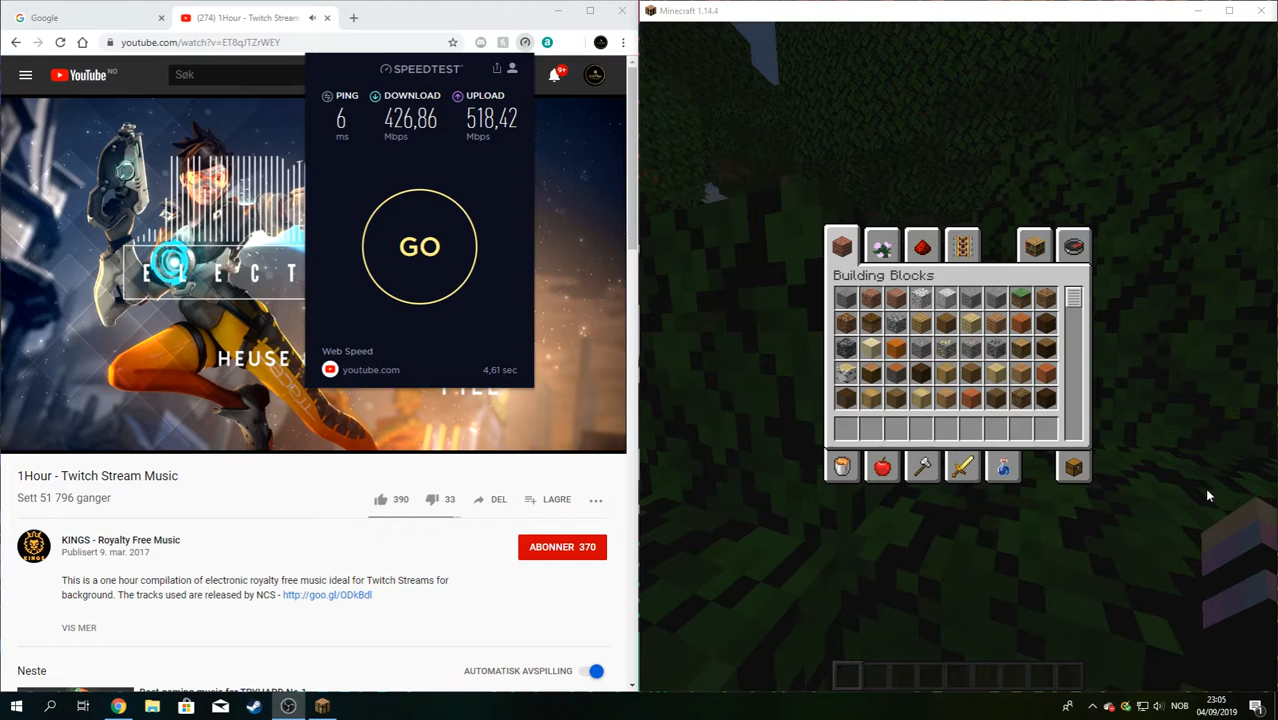 Google
(274) 1Hour - Twitch Stream
youtube.com/watch?v=ET8qJTZrWEY
YouTube NO
Søk
9+
SPEEDTEST
PING
6
ms
DOWNLOAD
426,86
Mbps
UPLOAD
518,42
Mbps
GO
Web Speed
youtube.com
4,61 sec
ELECT
HEUSE
1Hour - Twitch Stream Music
Sett 51 796 ganger
390
33
DEL
LAGRE
KINGS - Royalty Free Music
Publisert 9. mar. 2017
ABONNER 370
This is a one hour compilation of electronic royalty free music ideal for Twitch Streams for
background. The tracks used are released by NCS - http://goo.gl/ODkBdl
VIS MER
Neste
AUTOMATISK AVSPILLING
Minecraft 1.14.4
Building Blocks
NOB
23:05
04/09/2019
1